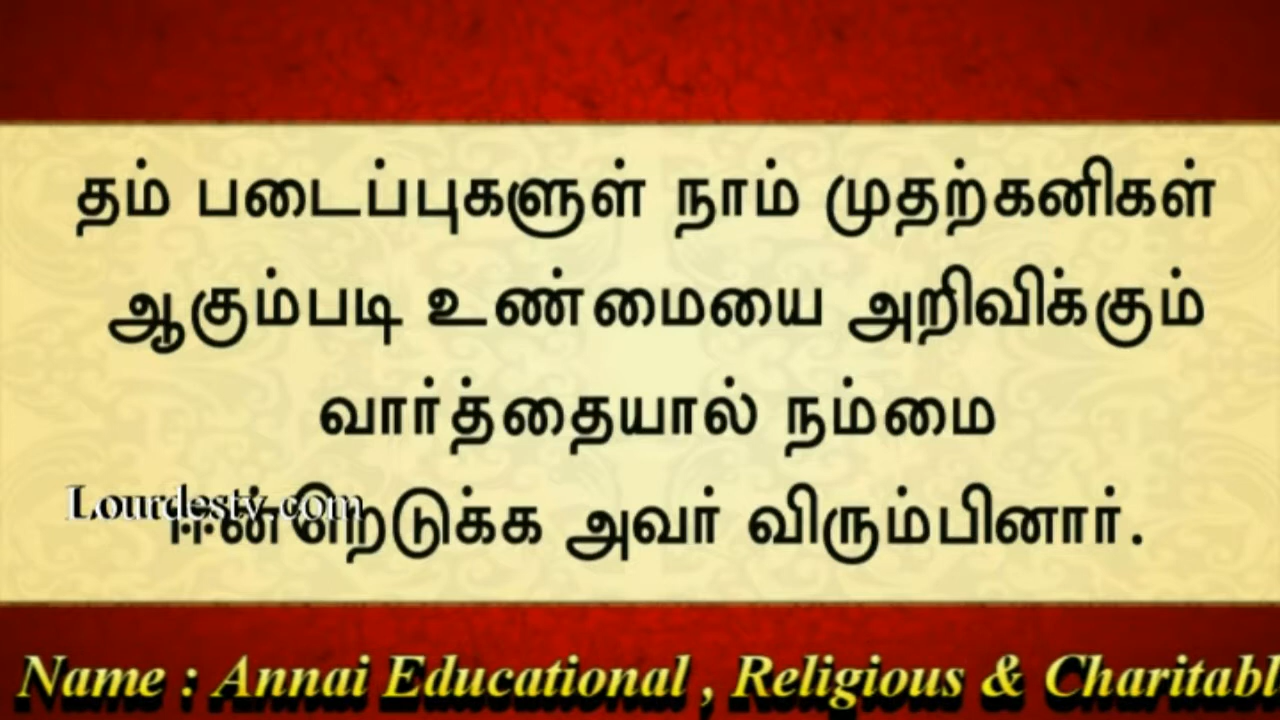 தம் படைப்புகளுள் நாம் முதற்கனிகள்
ஆகும்படி உண்மையை அறிவிக்கும்
வார்த்தையால் நம்மை
Lourdestv.com
ஈன்றெடுக்க அவர் விரும்பினார்.
Name : Annai Educational , Religious & Charitabl